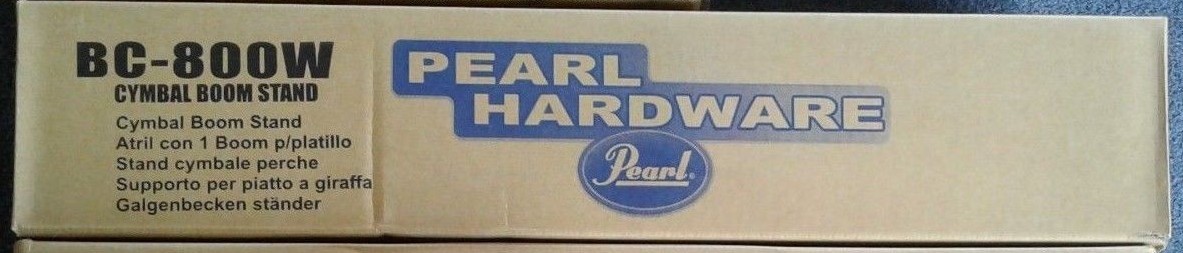 BC-800W
CYMBAL BOOM STAND
Cymbal Boom Stand
Atril con 1 Boom p/platillo
Stand cymbale perche
Supporto per piatto a giraffa
Galgenbecken ständer
PEARL
HARDWARE
Pearl®